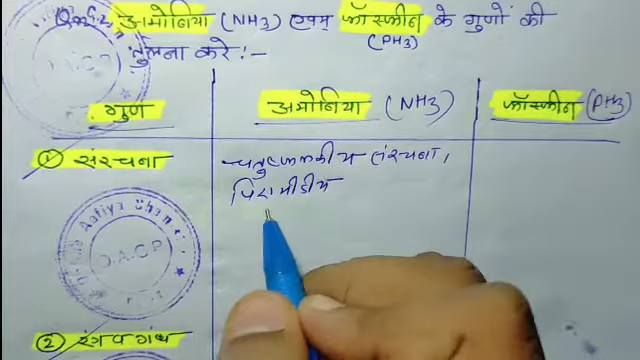 अमोनिया (NH3) एवम् फॉस्फीन के गुणों की
(PH3)
तुलना करे :-
गुण अमोनिया (NH3) फॉस्फीन (PH3)
① संरचना चतुष्फलकीय संरचना,
पिरामीडीय
O.A.C.P
② रंग व गंध